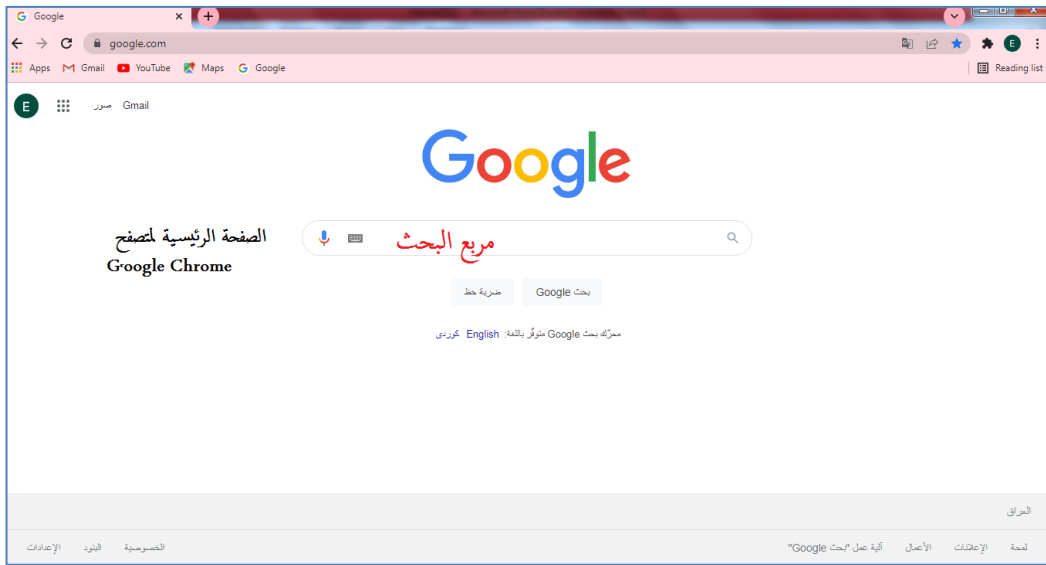 Google
google.com
E
Apps Gmail YouTube Maps Google
Reading list
E صور Gmail
Google
مربع البحث
الصفحة الرئيسية لمتصفح
Google Chrome
بحث Google ضربة حظ
محرّك بحث Google متوفّر باللغة: English كوردی
العراق
لمحة الإعلانات الأعمال آلية عمل "بحث Google" الخصوصية البنود الإعدادات